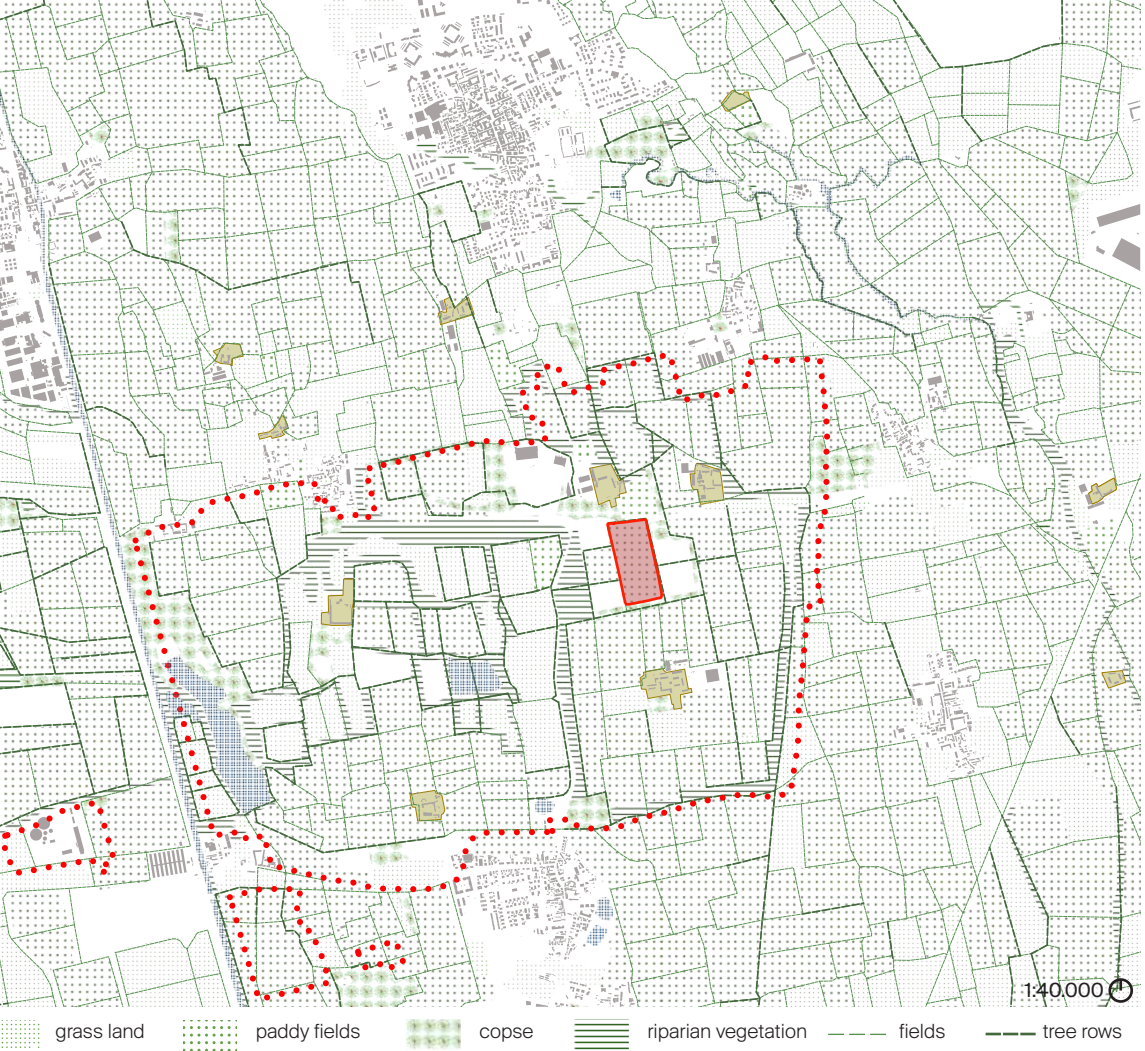 1:40.000
grass land
paddy fields
copse
riparian vegetation
fields
tree rows